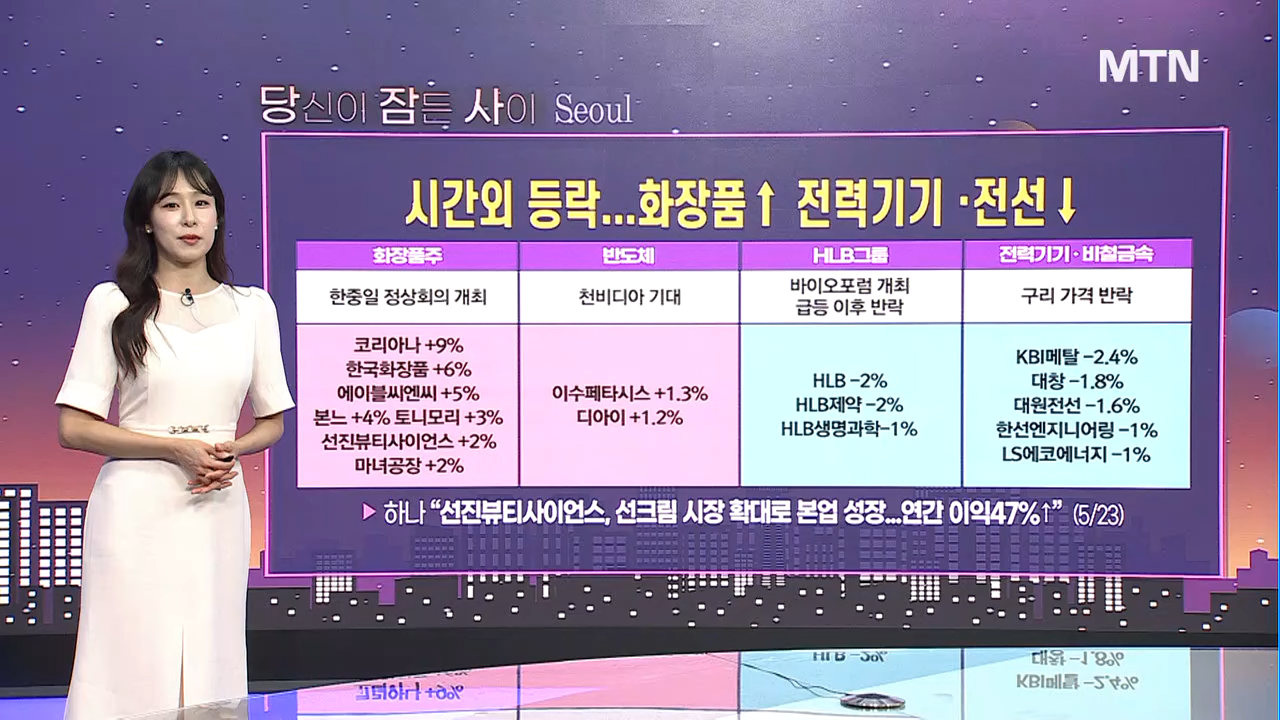 MTN
당신이 잠든 사이 Seoul
시간외 등락...화장품↑ 전력기기·전선↓
화장품주 반도체 HLB그룹 전력기기·비철금속
한중일 정상회의 개최
천비디아 기대
바이오포럼 개최
급등 이후 반락
구리 가격 반락
코리아나 +9%
한국화장품 +6%
에이블씨엔씨 +5%
본느 +4% 토니모리 +3%
선진뷰티사이언스 +2%
마녀공장 +2%
이수페타시스 +1.3%
디아이 +1.2%
HLB -2%
HLB제약 -2%
HLB생명과학-1%
KBI메탈 -2.4%
대창 -1.8%
대원전선 -1.6%
한선엔지니어링 -1%
LS에코에너지 -1%
▶ 하나 “선진뷰티사이언스, 선크림 시장 확대로 본업 성장...연간 이익47%↑” (5/23)